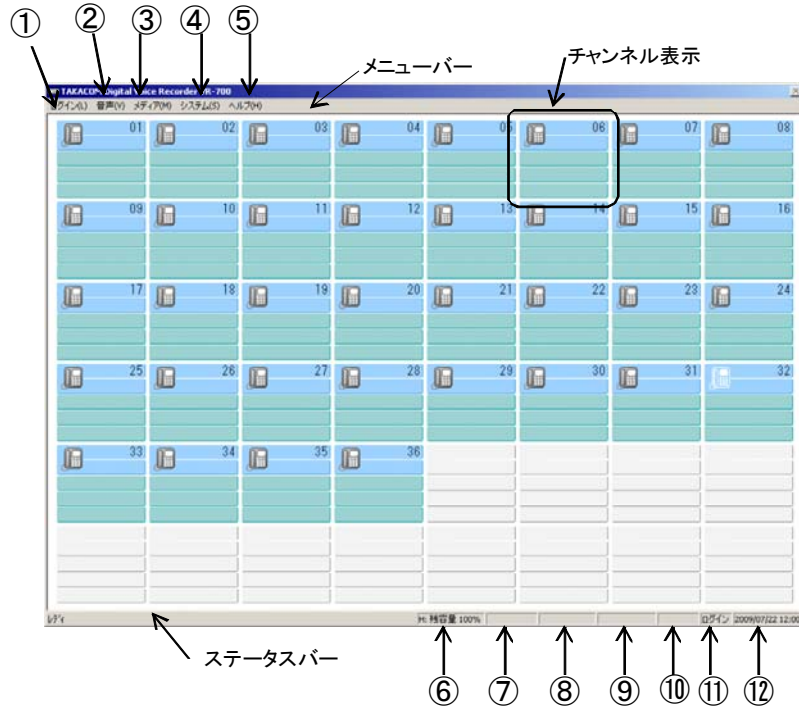 ① ② ③ ④ ⑤
メニューバー
チャンネル表示
TAKACOM Digital Voice Recorder VR-700
ログイン(L) 音声(V) メディア(M) システム(S) ヘルプ(H)
01 02 03 04 05 06 07 08
09 10 11 12 13 14 15 16
17 18 19 20 21 22 23 24
25 26 27 28 29 30 31 32
33 34 35 36
レディ
H: 残容量 100%
ログイン
2009/07/22 12:00
ステータスバー
⑥ ⑦ ⑧ ⑨ ⑩ ⑪ ⑫